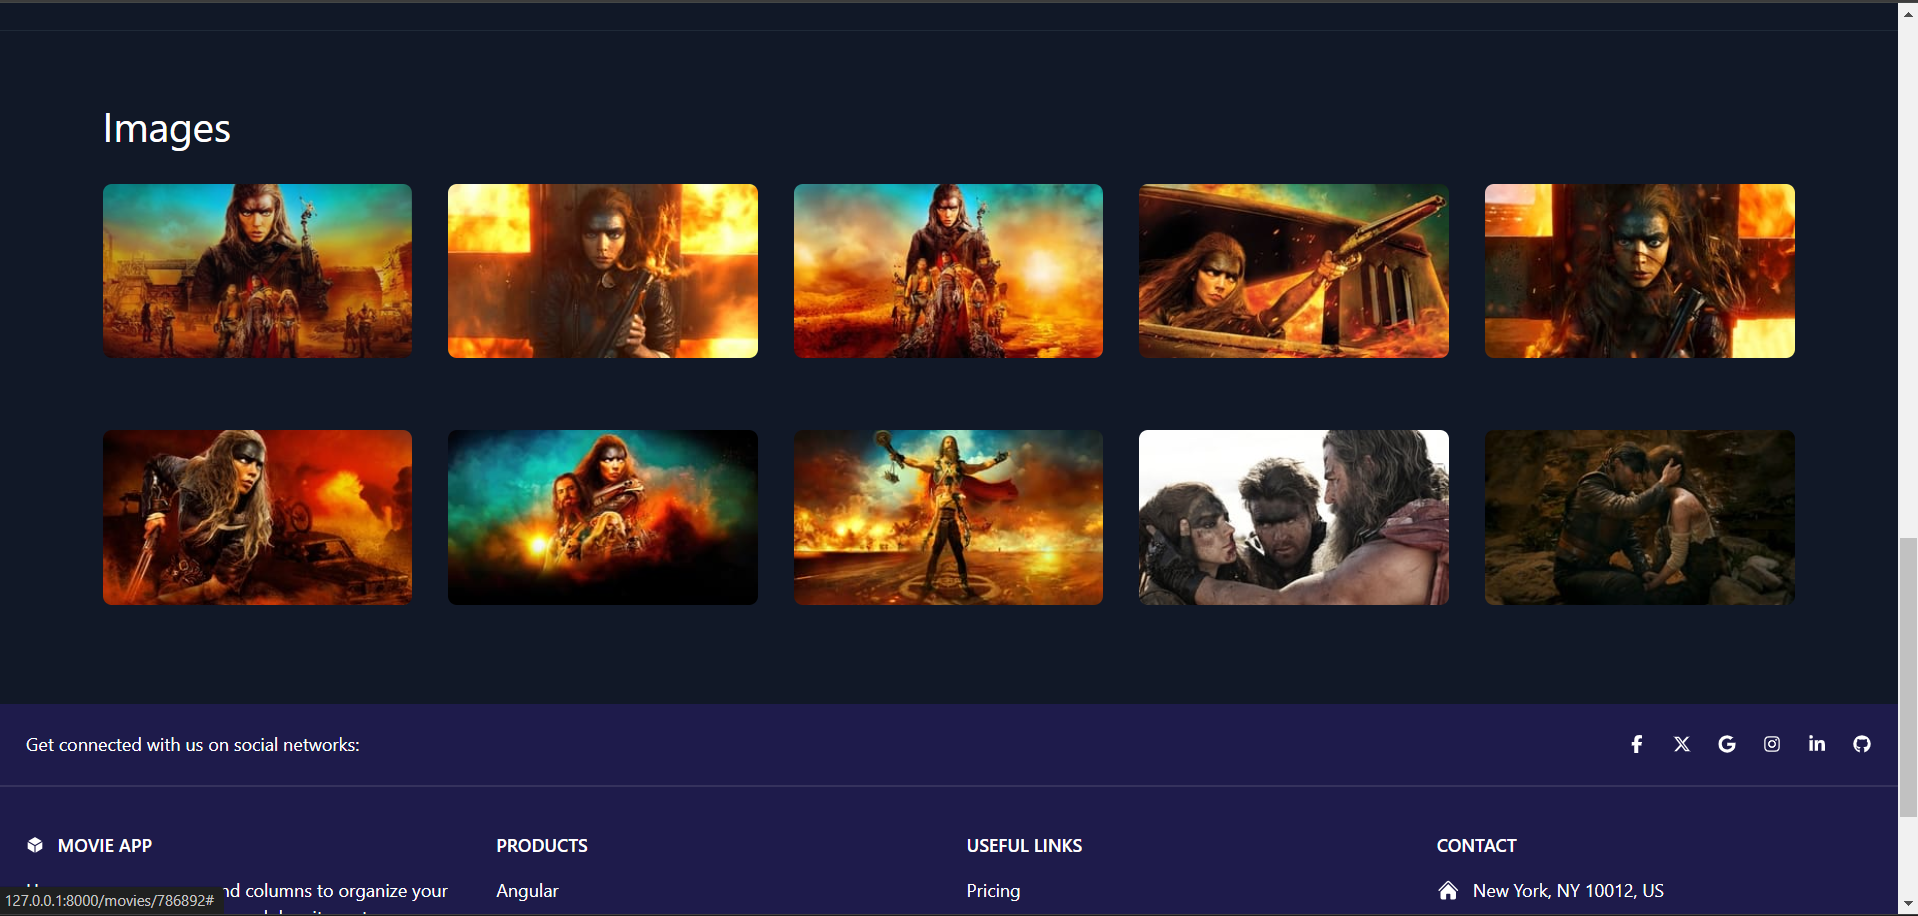 Images
Get connected with us on social networks:
MOVIE APP
nd columns to organize your
PRODUCTS
Angular
USEFUL LINKS
Pricing
CONTACT
New York, NY 10012, US
127.0.0.1:8000/movies/786892#